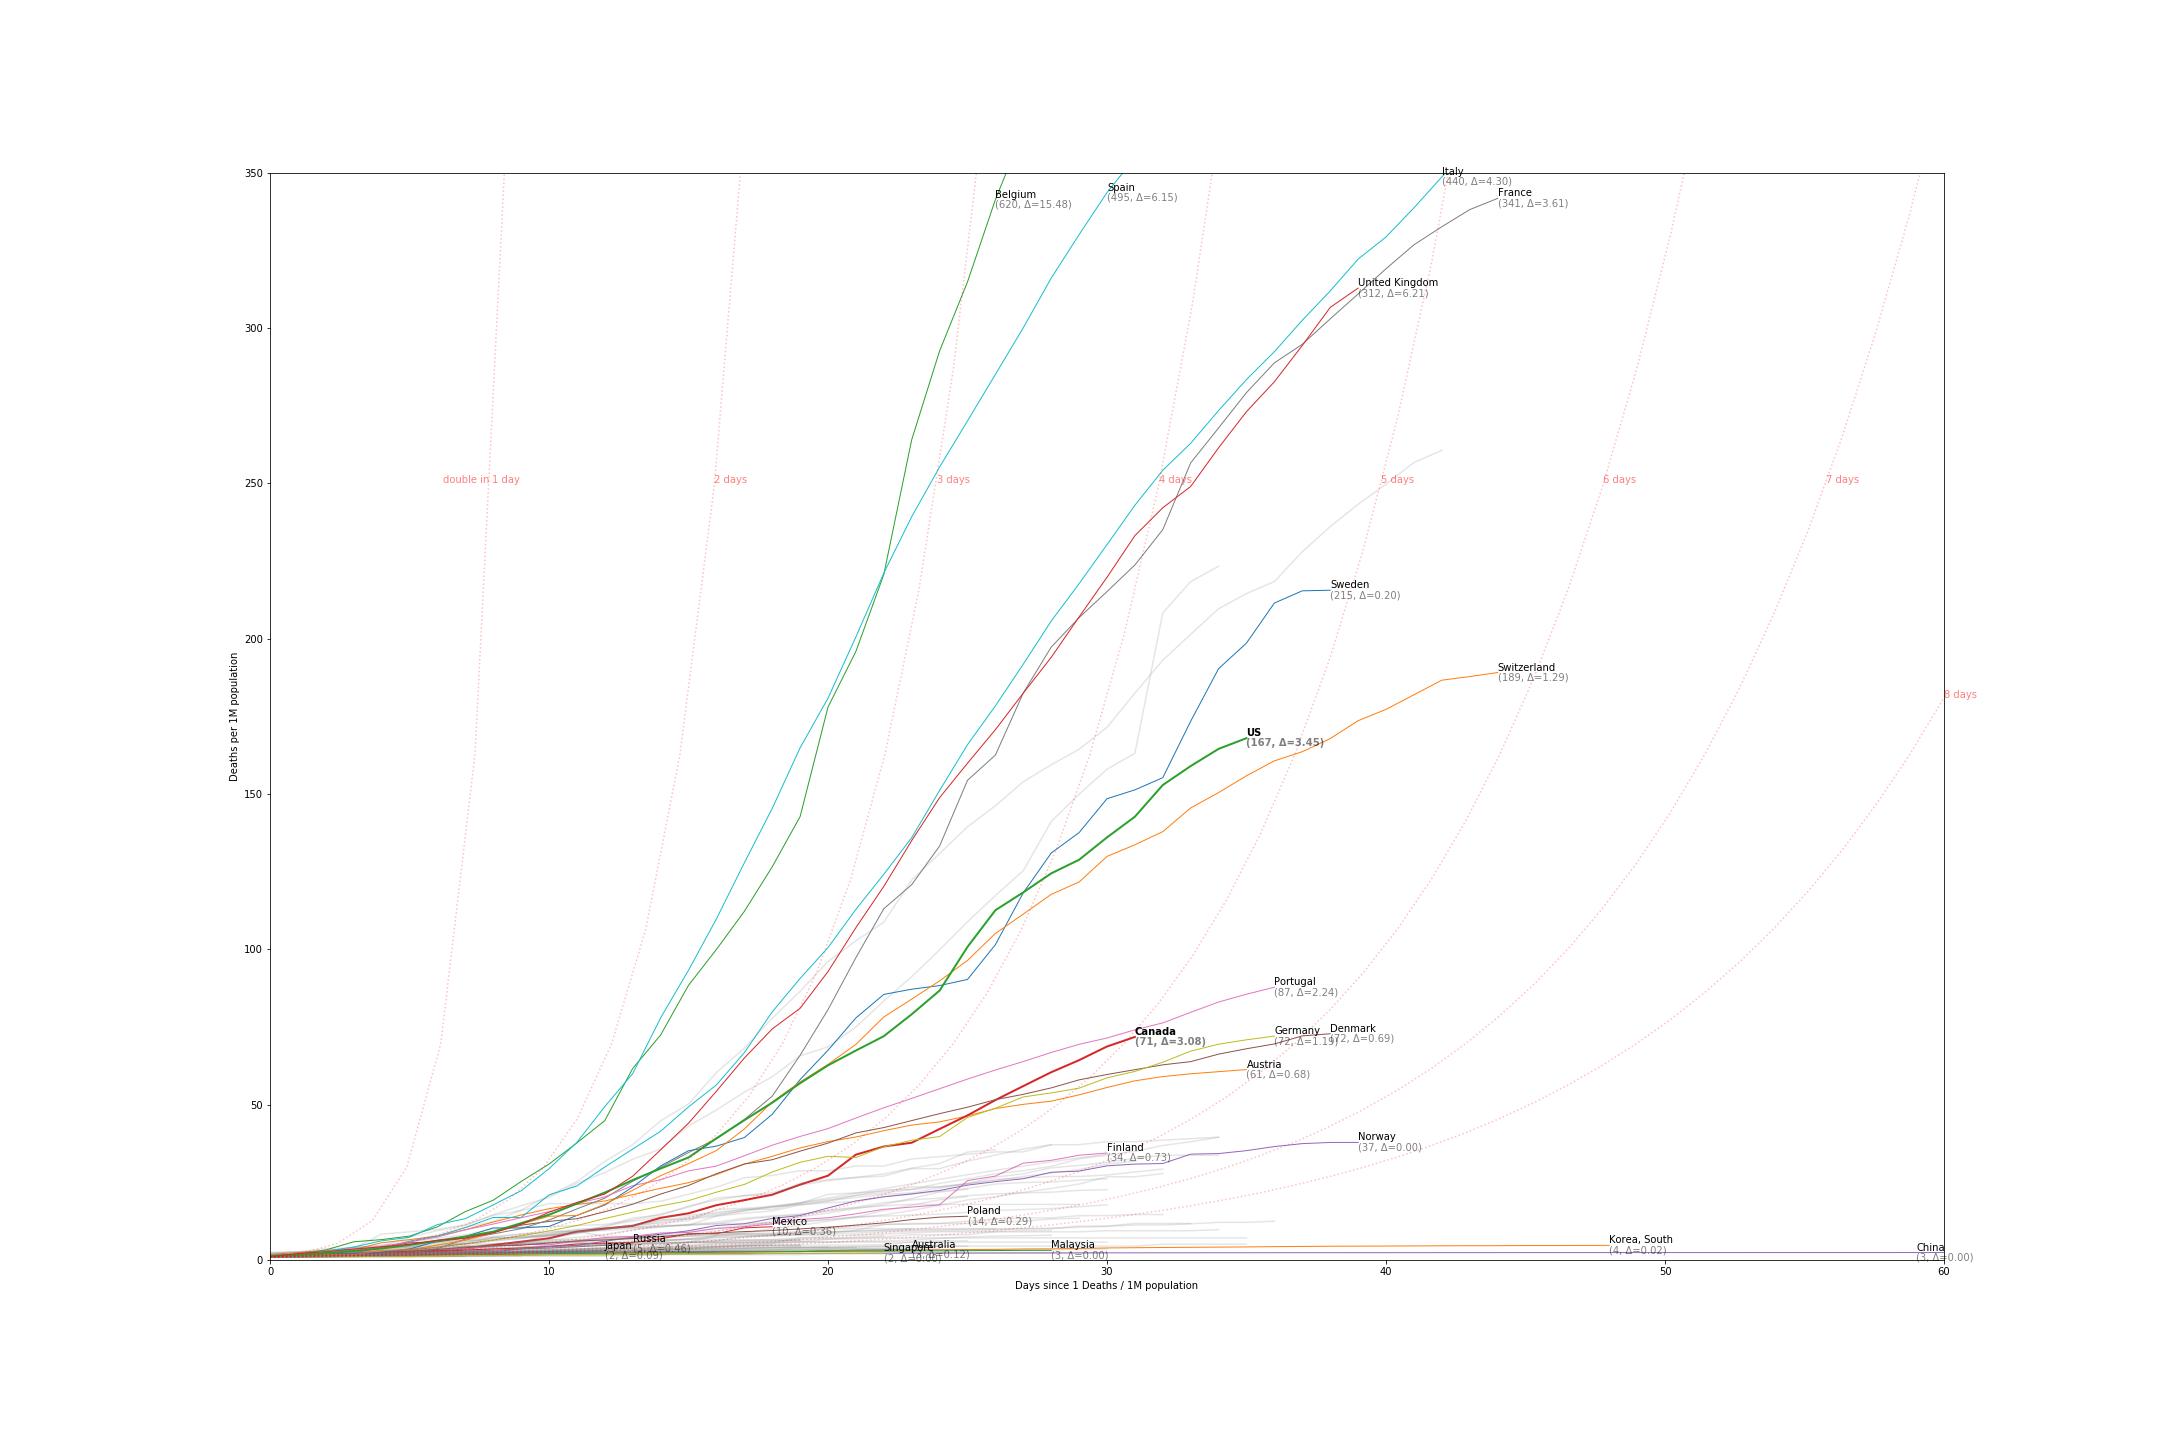 350
300
250
200
150
100
50
0
0
10
20
30
40
50
60
Deaths per 1M population
Days since 1 Deaths / 1M population
Italy
(440, Δ=4.30)
Spain
(495, Δ=6.15)
Belgium
(620, Δ=15.48)
France
(341, Δ=3.61)
United Kingdom
(312, Δ=6.21)
double in 1 day
2 days
3 days
4 days
5 days
6 days
7 days
8 days
Sweden
(215, Δ=0.20)
Switzerland
(189, Δ=1.29)
US
(167, Δ=3.45)
Portugal
(87, Δ=2.24)
Canada
(71, Δ=3.08)
Germany
(72, Δ=1.19)
Denmark
(72, Δ=0.69)
Austria
(61, Δ=0.68)
Norway
(37, Δ=0.00)
Finland
(34, Δ=0.73)
Poland
(14, Δ=0.29)
Mexico
(10, Δ=0.36)
Russia
(5, Δ=0.46)
Japan
(2, Δ=0.09)
Singapore
Australia
Malaysia
(3, Δ=0.00)
Korea, South
(4, Δ=0.02)
China
(3, Δ=0.00)